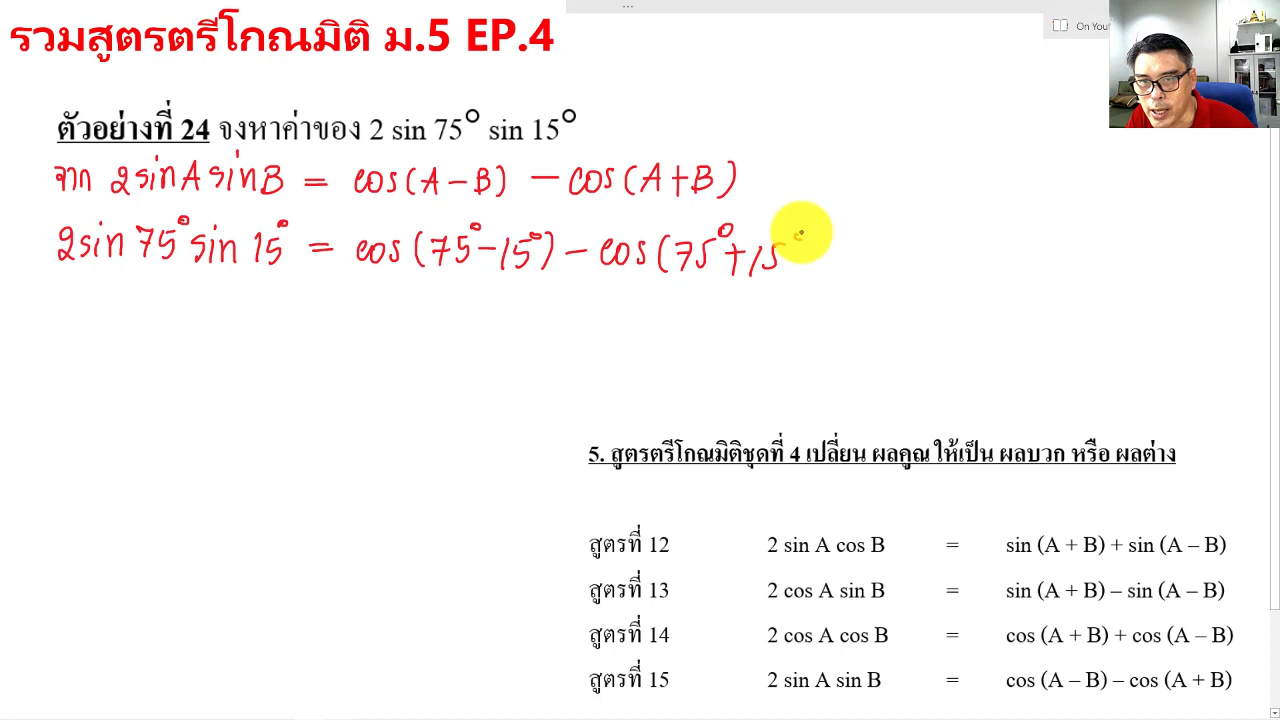 รวมสูตรตรีโกณมิติ ม.5 EP.4
...
ตัวอย่างที่ 24 จงหาค่าของ 2 sin 75° sin 15°
จาก 2sinAsinB = cos(A-B) - cos(A+B)
2sin 75° sin 15° = cos(75°-15°) - cos(75°+15°
5. สูตรตรีโกณมิติชุดที่ 4 เปลี่ยน ผลคูณ ให้เป็น ผลบวก หรือ ผลต่าง
สูตรที่ 12 2 sin A cos B = sin (A + B) + sin (A – B)
สูตรที่ 13 2 cos A sin B = sin (A + B) – sin (A – B)
สูตรที่ 14 2 cos A cos B = cos (A + B) + cos (A – B)
สูตรที่ 15 2 sin A sin B = cos (A – B) – cos (A + B)